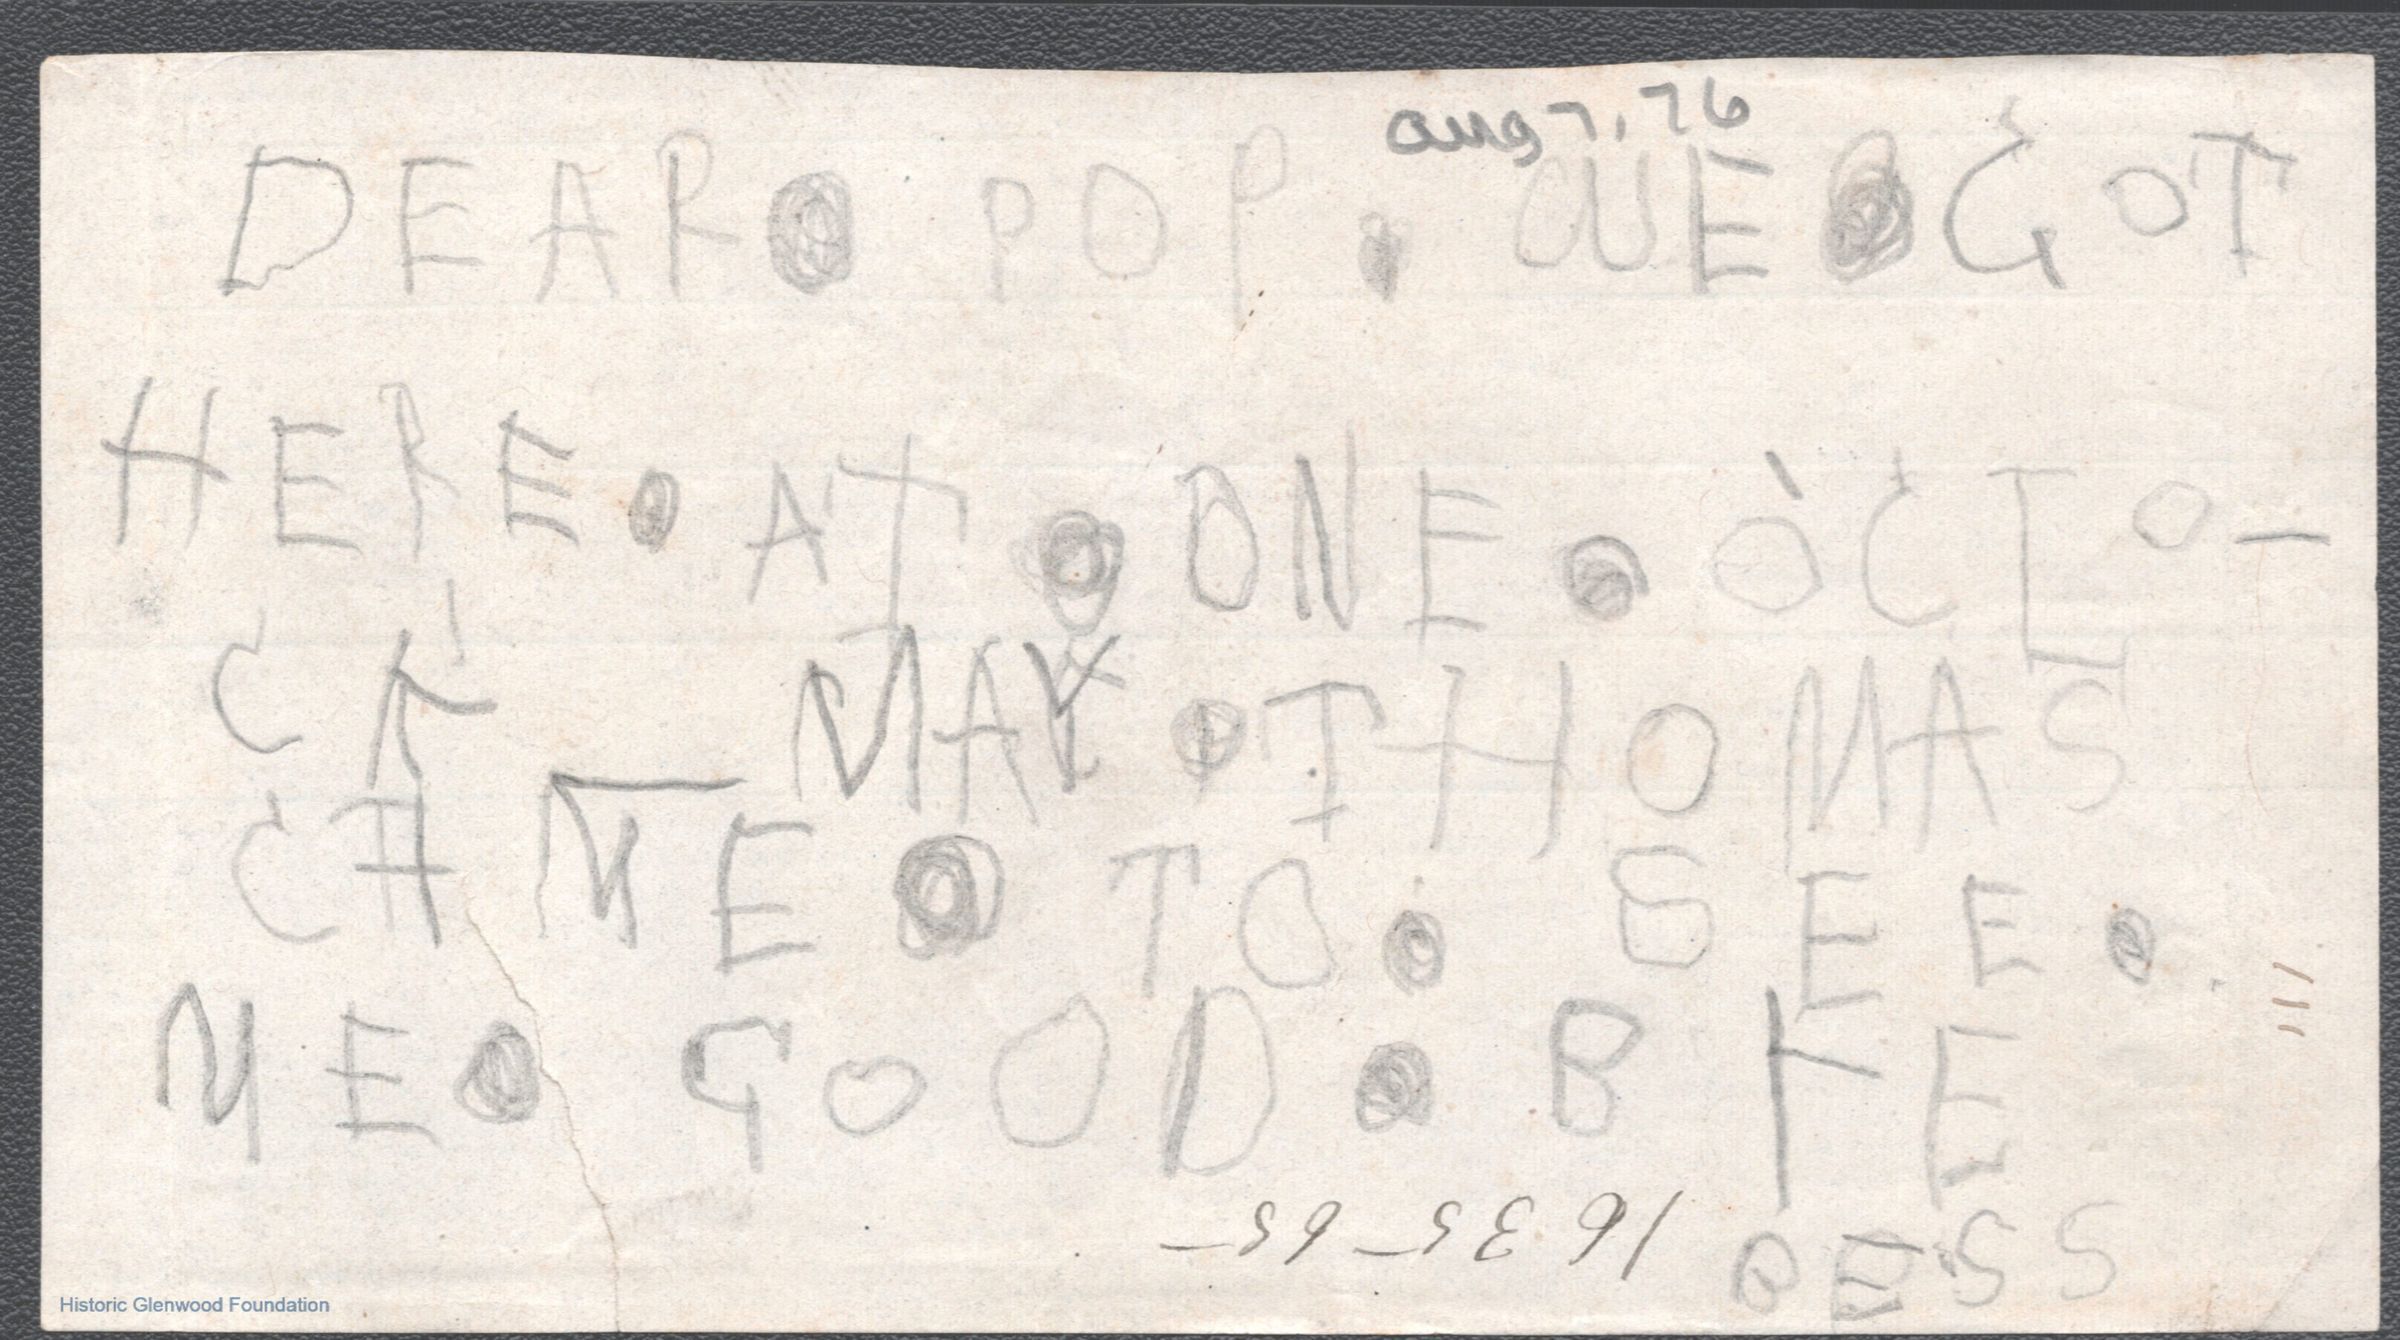 Aug 7, 76
DEAR POP. WE GOT
HERE AT ONE OCLO-
CK MAY THOMAS
CAME TO SEE
ME GOOD BYE
BESS
1635–65–
Historic Glenwood Foundation